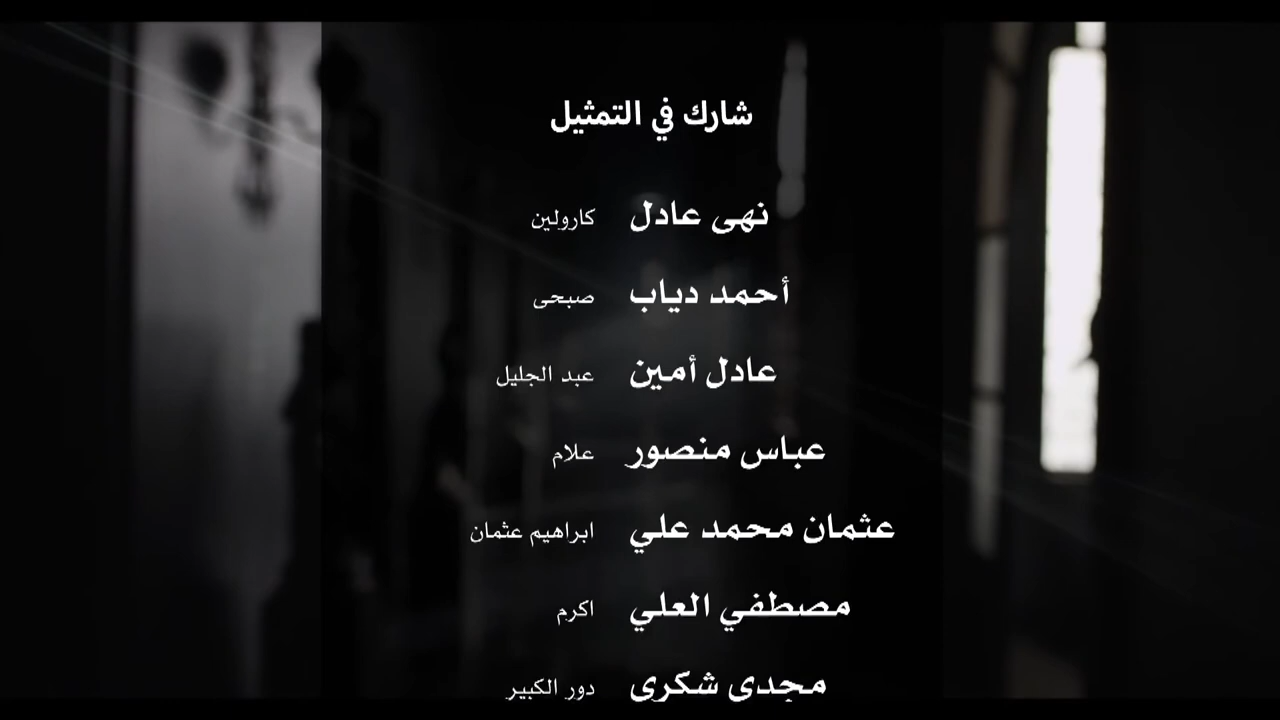 شارك في التمثيل
نهى عادل كارولين
أحمد دياب صبحى
عادل أمين عبد الجليل
عباس منصور علام
عثمان محمد علي ابراهيم عثمان
مصطفي العلي اكرم
مجدى شكرى دور الكبير